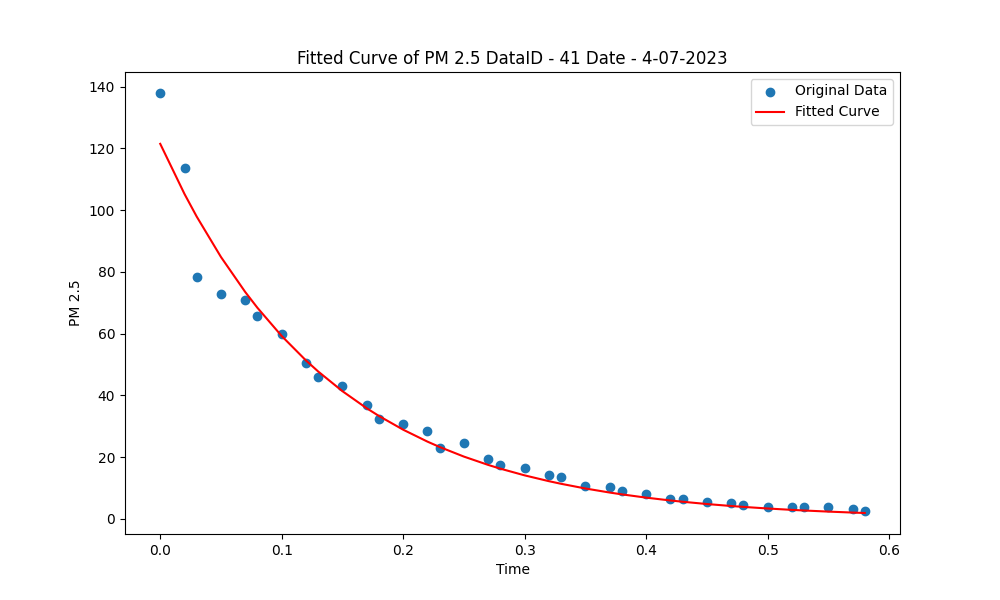 Fitted Curve of PM 2.5 DataID - 41 Date - 4-07-2023
Original Data
Fitted Curve
140
120
100
80
60
40
20
0
PM 2.5
0.0 0.1 0.2 0.3 0.4 0.5 0.6
Time